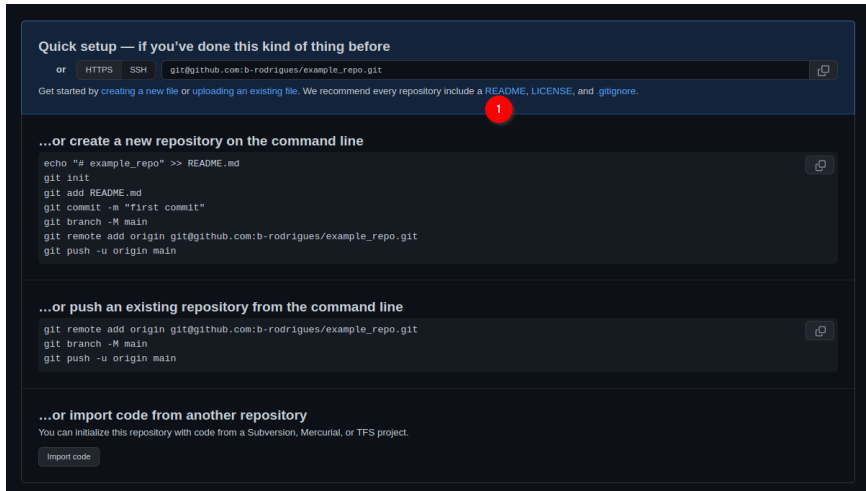 Quick setup — if you've done this kind of thing before
or HTTPS SSH git@github.com:b-rodrigues/example_repo.git
Get started by creating a new file or uploading an existing file. We recommend every repository include a README, LICENSE, and .gitignore.
1
…or create a new repository on the command line
echo "# example_repo" >> README.md
git init
git add README.md
git commit -m "first commit"
git branch -M main
git remote add origin git@github.com:b-rodrigues/example_repo.git
git push -u origin main
…or push an existing repository from the command line
git remote add origin git@github.com:b-rodrigues/example_repo.git
git branch -M main
git push -u origin main
…or import code from another repository
You can initialize this repository with code from a Subversion, Mercurial, or TFS project.
Import code